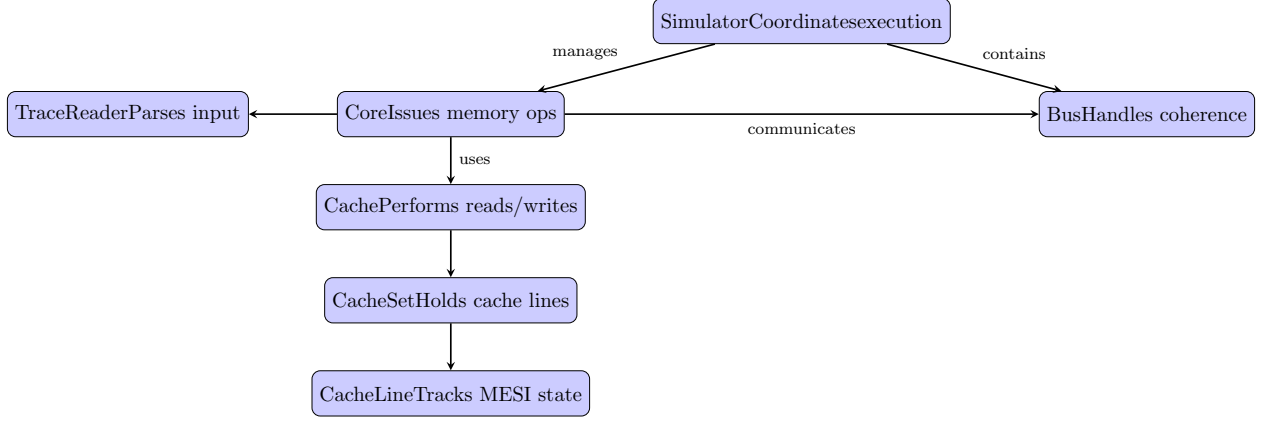 SimulatorCoordinatesexecution
manages
contains
TraceReaderParses input
CoreIssues memory ops
BusHandles coherence
communicates
uses
CachePerforms reads/writes
CacheSetHolds cache lines
CacheLineTracks MESI state